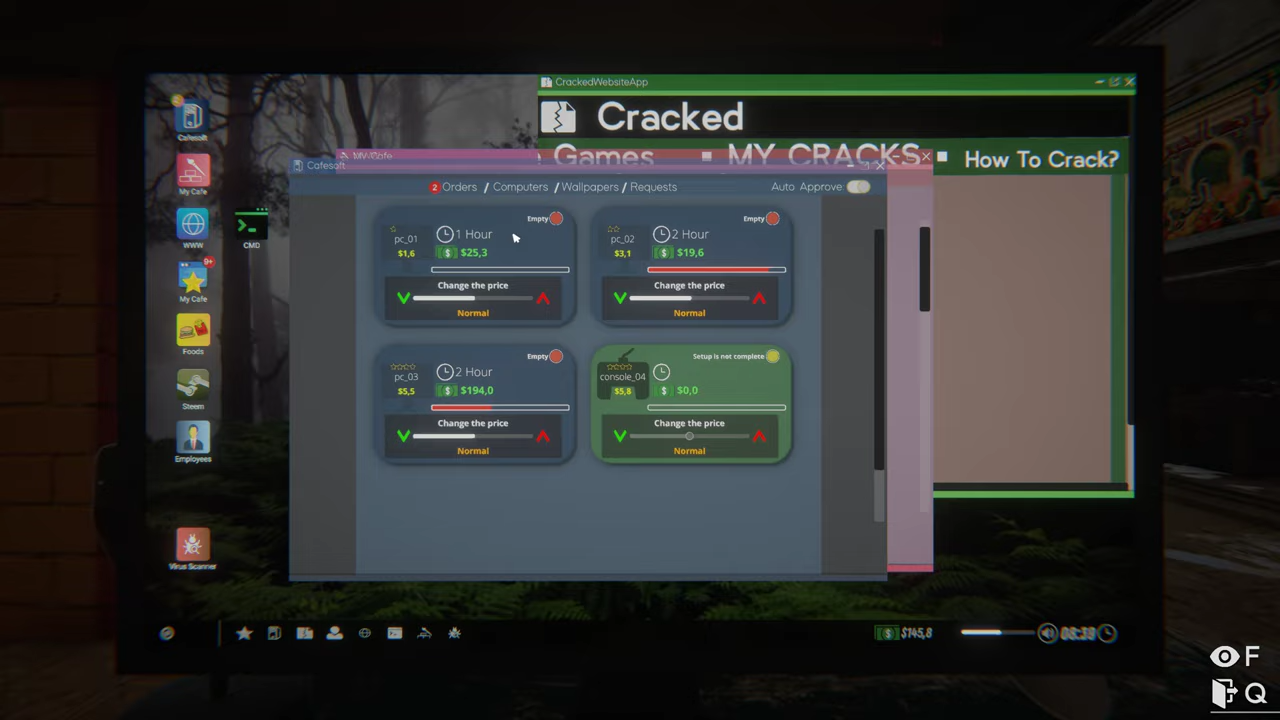 CrackedWebsiteApp
Cracked
Games
MY CRACKS
How To Crack?
Cafesoft
2 Orders / Computers / Wallpapers / Requests
Auto Approve
Empty
pc_01
1 Hour
$1,6
$25,3
Change the price
Normal
Empty
pc_02
2 Hour
$3,1
$19,6
Change the price
Normal
Empty
pc_03
2 Hour
$5,5
$194,0
Change the price
Normal
Setup is not complete
console_04
$5,8
$0,0
Change the price
Normal
Cafesoft
My Cafe
WWW
CMD
9+
My Cafe
Foods
Steem
Employees
Virus Scanner
$145,8
08:39
F
Q